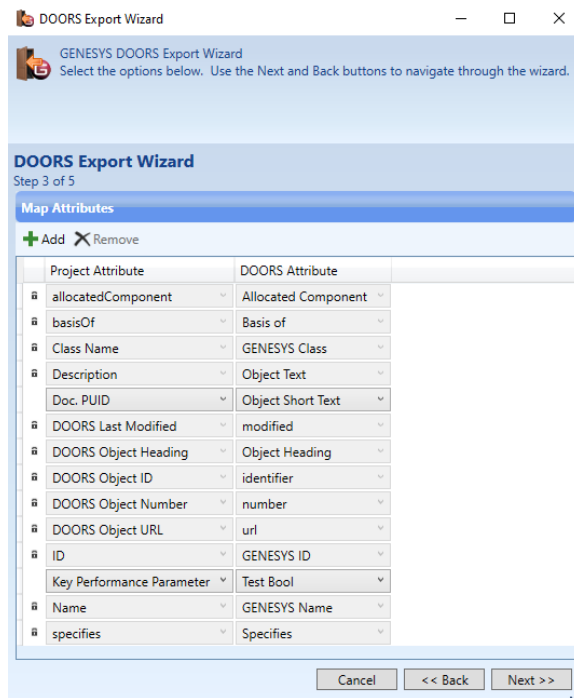 DOORS Export Wizard
GENESYS DOORS Export Wizard
Select the options below. Use the Next and Back buttons to navigate through the wizard.
DOORS Export Wizard
Step 3 of 5
Map Attributes
Add Remove
Project Attribute DOORS Attribute
allocatedComponent Allocated Component
basisOf Basis of
Class Name GENESYS Class
Description Object Text
Doc. PUID Object Short Text
DOORS Last Modified modified
DOORS Object Heading Object Heading
DOORS Object ID identifier
DOORS Object Number number
DOORS Object URL url
ID GENESYS ID
Key Performance Parameter Test Bool
Name GENESYS Name
specifies Specifies
Cancel << Back Next >>